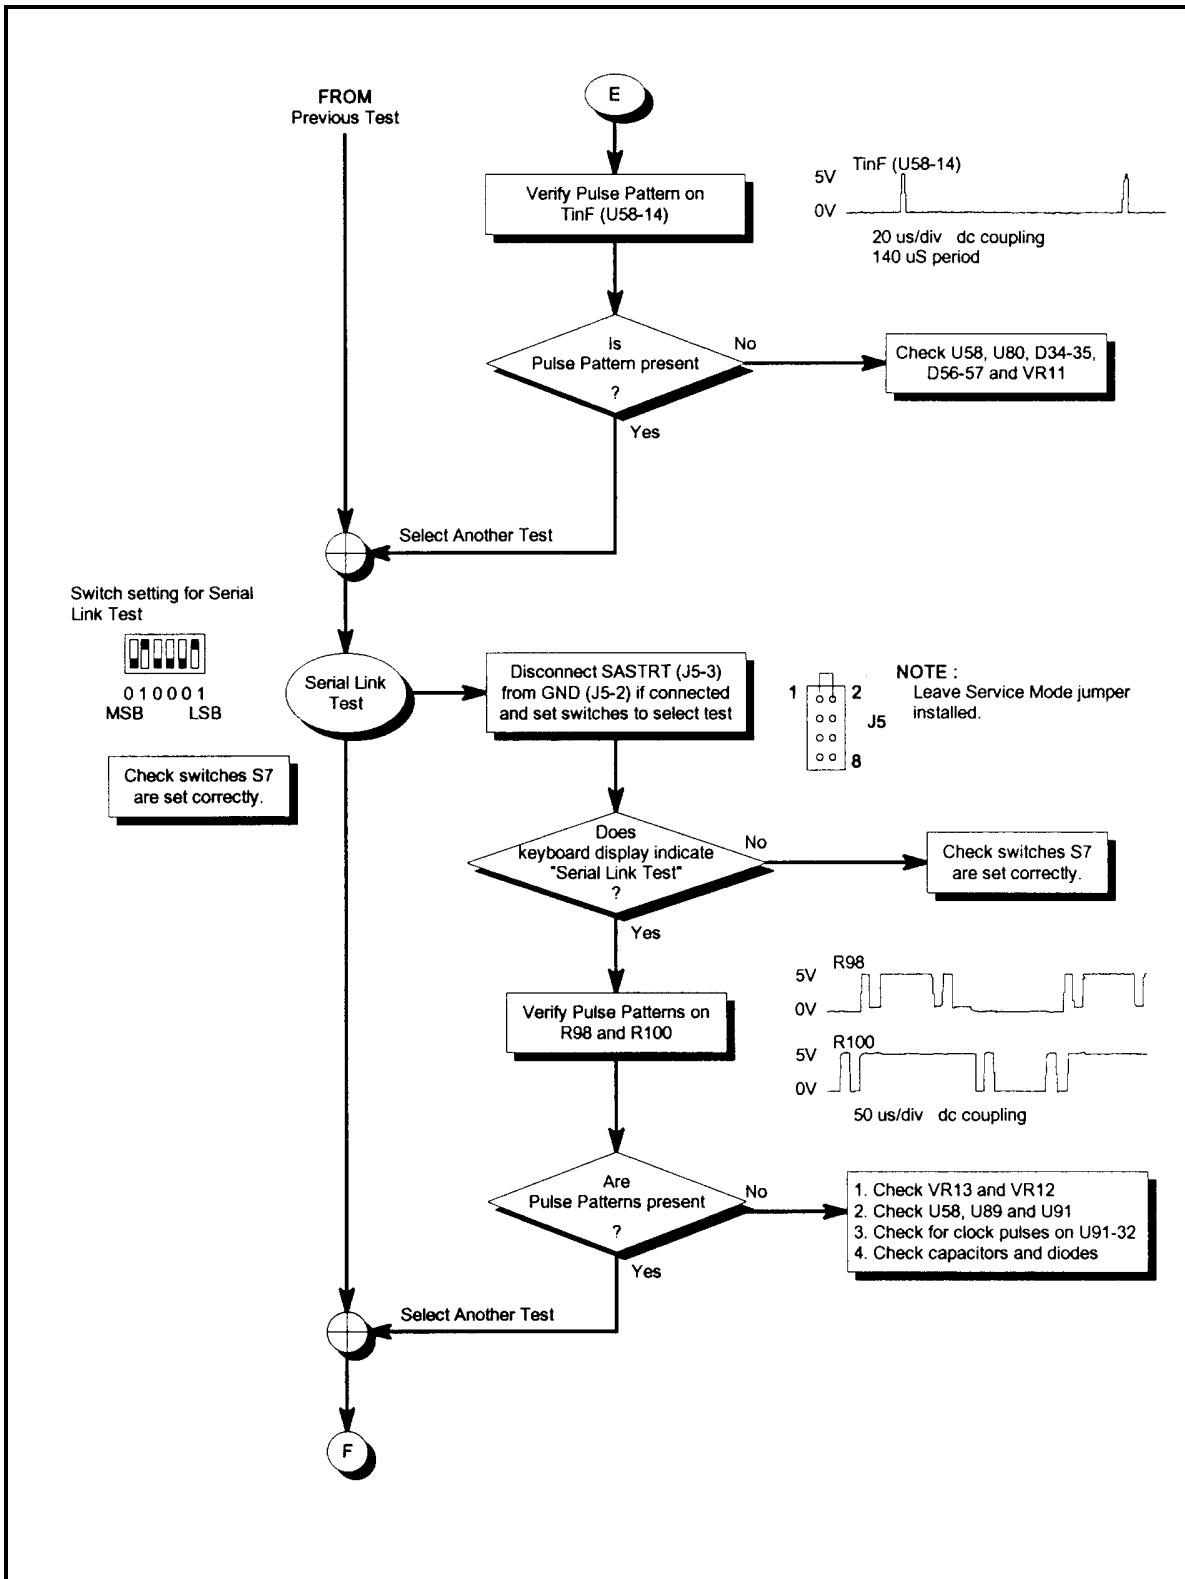 FROM
Previous Test
E
Verify Pulse Pattern on
TinF (U58-14)
TinF (U58-14)
5V
0V
20 us/div dc coupling
140 uS period
Is
Pulse Pattern present
?
No
Yes
Check U58, U80, D34-35,
D56-57 and VR11
Select Another Test
Switch setting for Serial
Link Test
0 1 0 0 0 1
MSB LSB
Check switches S7
are set correctly.
Serial Link
Test
Disconnect SASTRT (J5-3)
from GND (J5-2) if connected
and set switches to select test
1 2
J5
8
NOTE :
Leave Service Mode jumper
installed.
Does
keyboard display indicate
"Serial Link Test"
?
No
Yes
Check switches S7
are set correctly.
Verify Pulse Patterns on
R98 and R100
R98
5V
0V
R100
5V
0V
50 us/div dc coupling
Are
Pulse Patterns present
?
No
Yes
1. Check VR13 and VR12
2. Check U58, U89 and U91
3. Check for clock pulses on U91-32
4. Check capacitors and diodes
Select Another Test
F